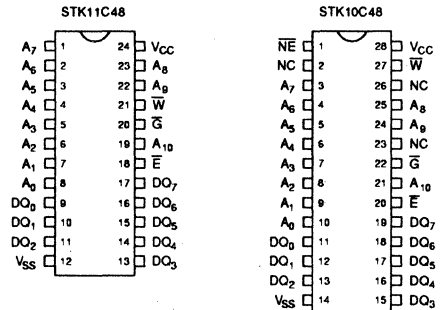 STK11C48
A7 1 24 VCC
A6 2 23 A8
A5 3 22 A9
A4 4 21 W̅
A3 5 20 G̅
A2 6 19 A10
A1 7 18 E̅
A0 8 17 DQ7
DQ0 9 16 DQ6
DQ1 10 15 DQ5
DQ2 11 14 DQ4
VSS 12 13 DQ3
STK10C48
N̅E̅ 1 28 VCC
NC 2 27 W̅
A7 3 26 NC
A6 4 25 A8
A5 5 24 A9
A4 6 23 NC
A3 7 22 G̅
A2 8 21 A10
A1 9 20 E̅
A0 10 19 DQ7
DQ0 11 18 DQ6
DQ1 12 17 DQ5
DQ2 13 16 DQ4
VSS 14 15 DQ3